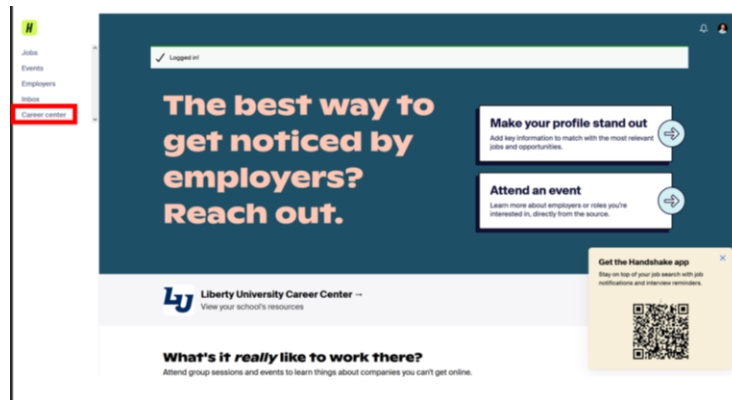 H
Jobs
Events
Employers
Inbox
Career center
Logged in!
The best way to
get noticed by
employers?
Reach out.
Make your profile stand out
Add key information to match with the most relevant
jobs and opportunities.
Attend an event
Learn more about employers or roles you're
interested in, directly from the source.
Get the Handshake app
Stay on top of your job search with job
notifications and interview reminders.
LU
Liberty University Career Center →
View your school's resources
What's it really like to work there?
Attend group sessions and events to learn things about companies you can't get online.